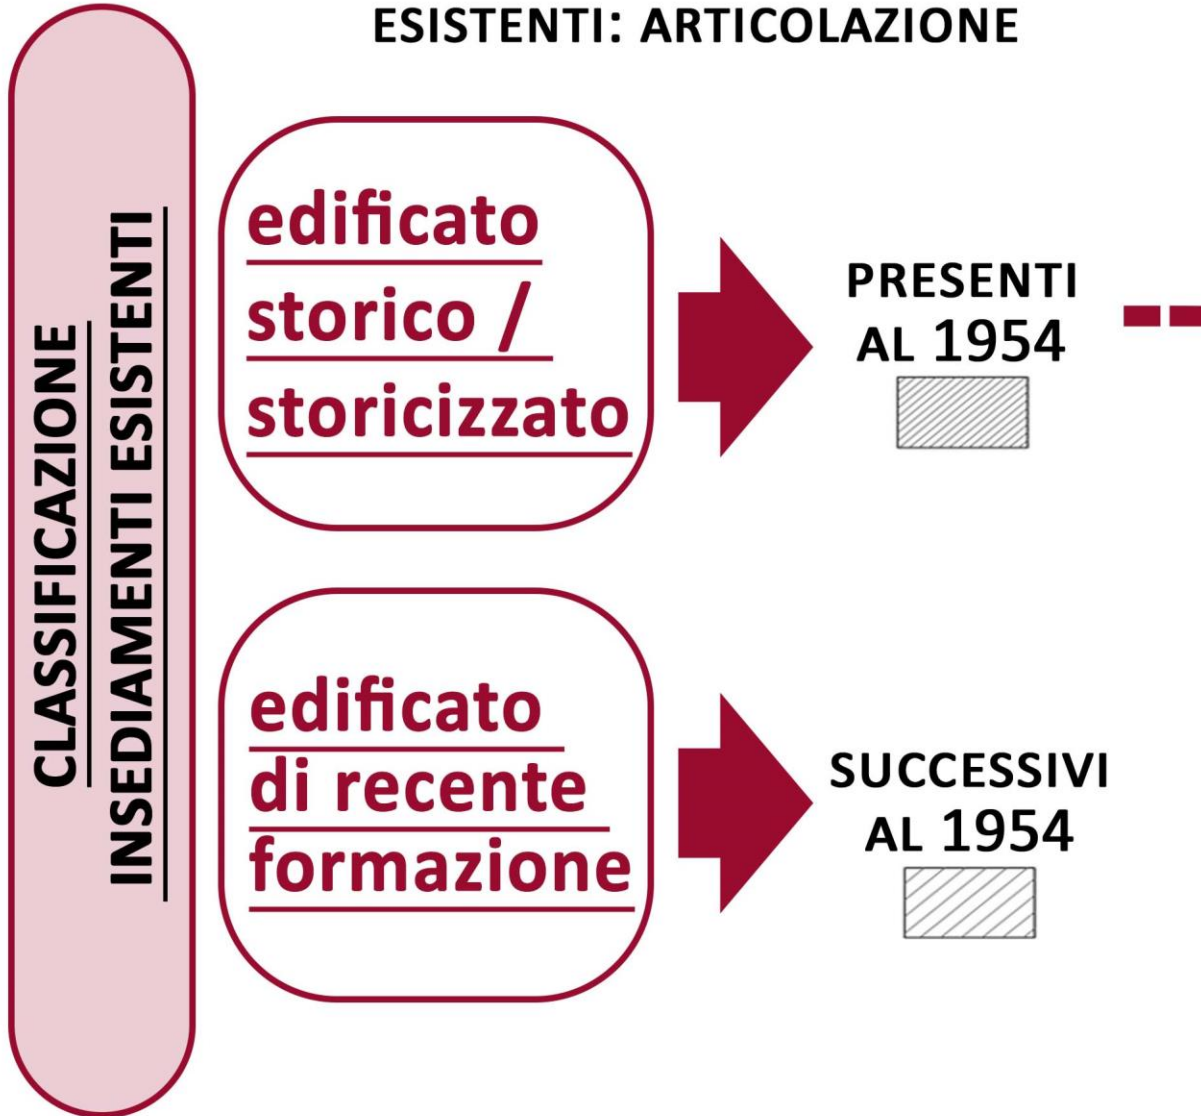 ESISTENTI: ARTICOLAZIONE
CLASSIFICAZIONE
INSEDIAMENTI ESISTENTI
edificato
storico /
storicizzato
PRESENTI
AL 1954
edificato
di recente
formazione
SUCCESSIVI
AL 1954